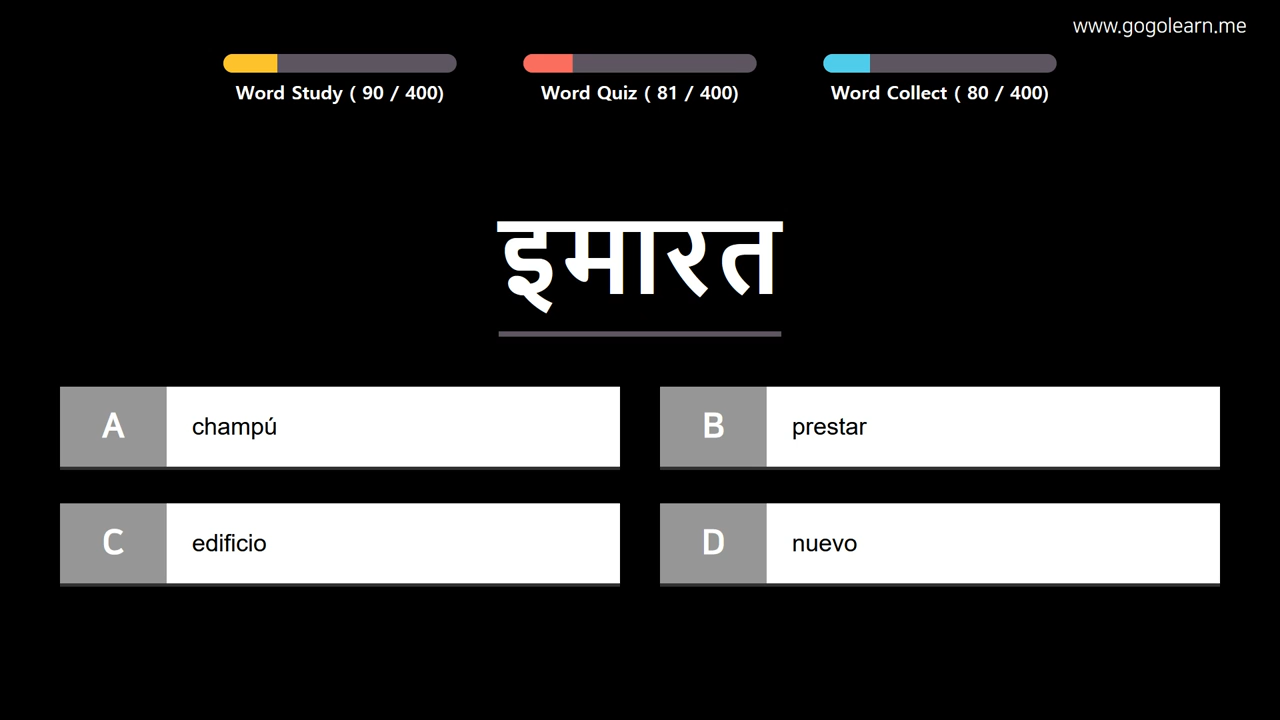 www.gogolearn.me
Word Study ( 90 / 400)
Word Quiz ( 81 / 400)
Word Collect ( 80 / 400)
इमारत
A
champú
B
prestar
C
edificio
D
nuevo